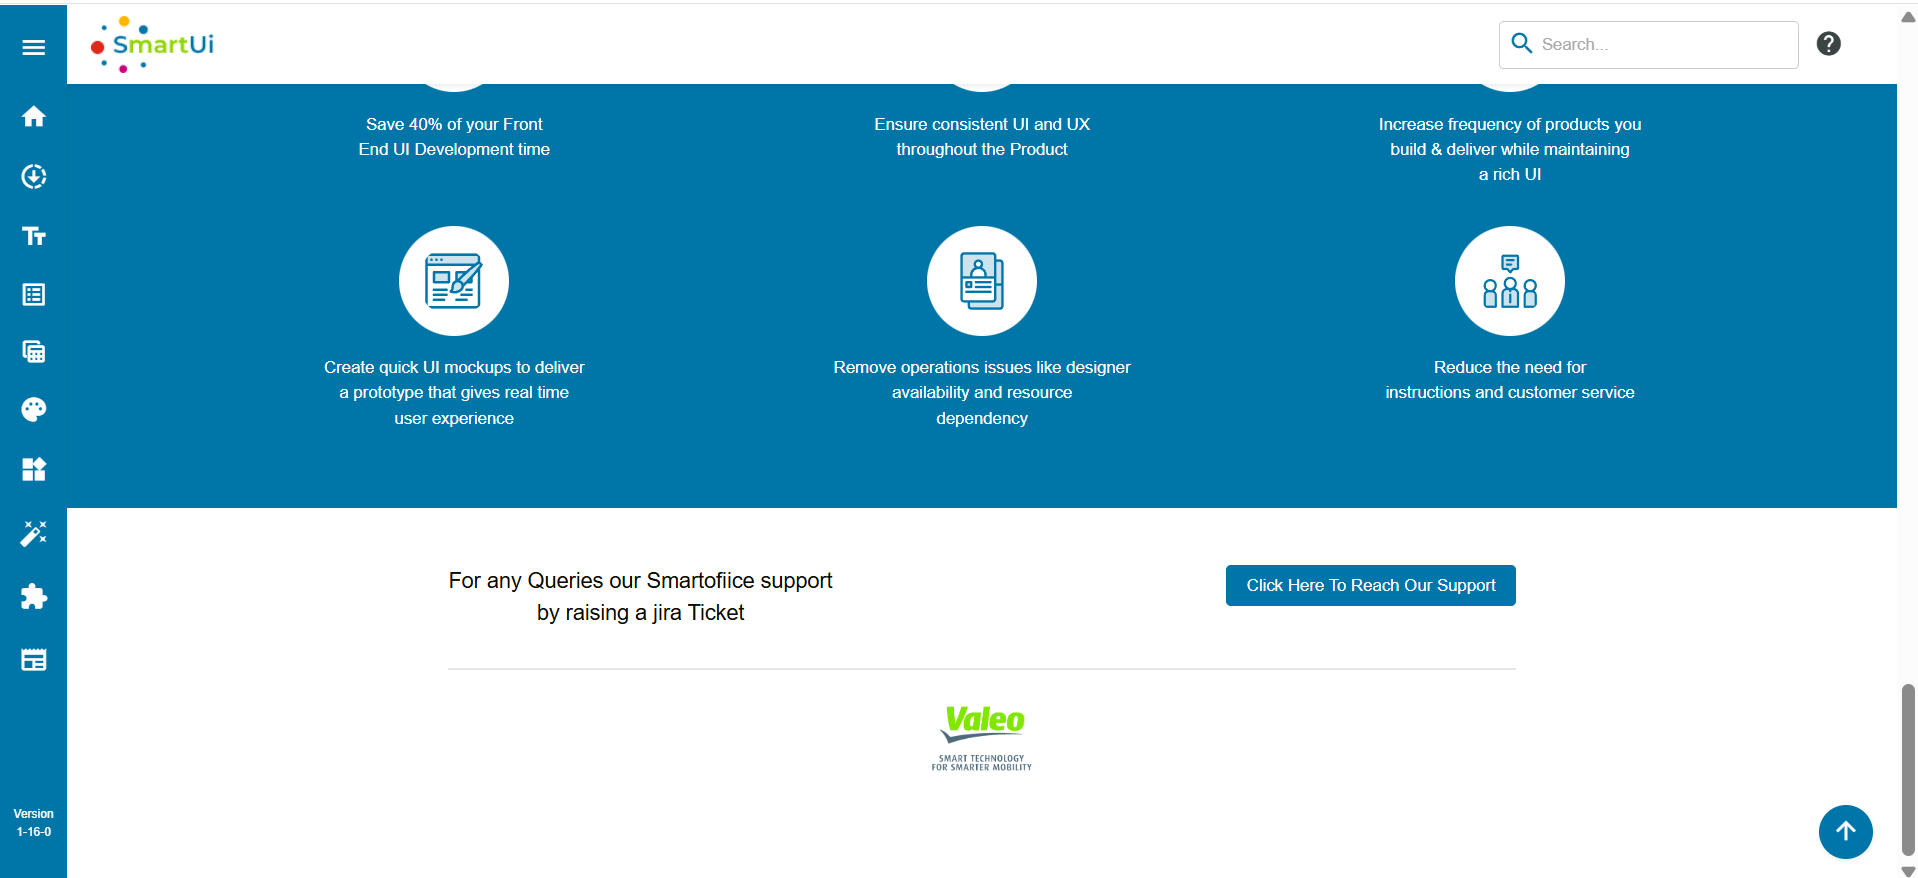 SmartUi
Search...
Save 40% of your Front
End UI Development time
Ensure consistent UI and UX
throughout the Product
Increase frequency of products you
build & deliver while maintaining
a rich UI
Create quick UI mockups to deliver
a prototype that gives real time
user experience
Remove operations issues like designer
availability and resource
dependency
Reduce the need for
instructions and customer service
For any Queries our Smartofiice support
by raising a jira Ticket
Click Here To Reach Our Support
Valeo
SMART TECHNOLOGY
FOR SMARTER MOBILITY
Version
1-16-0